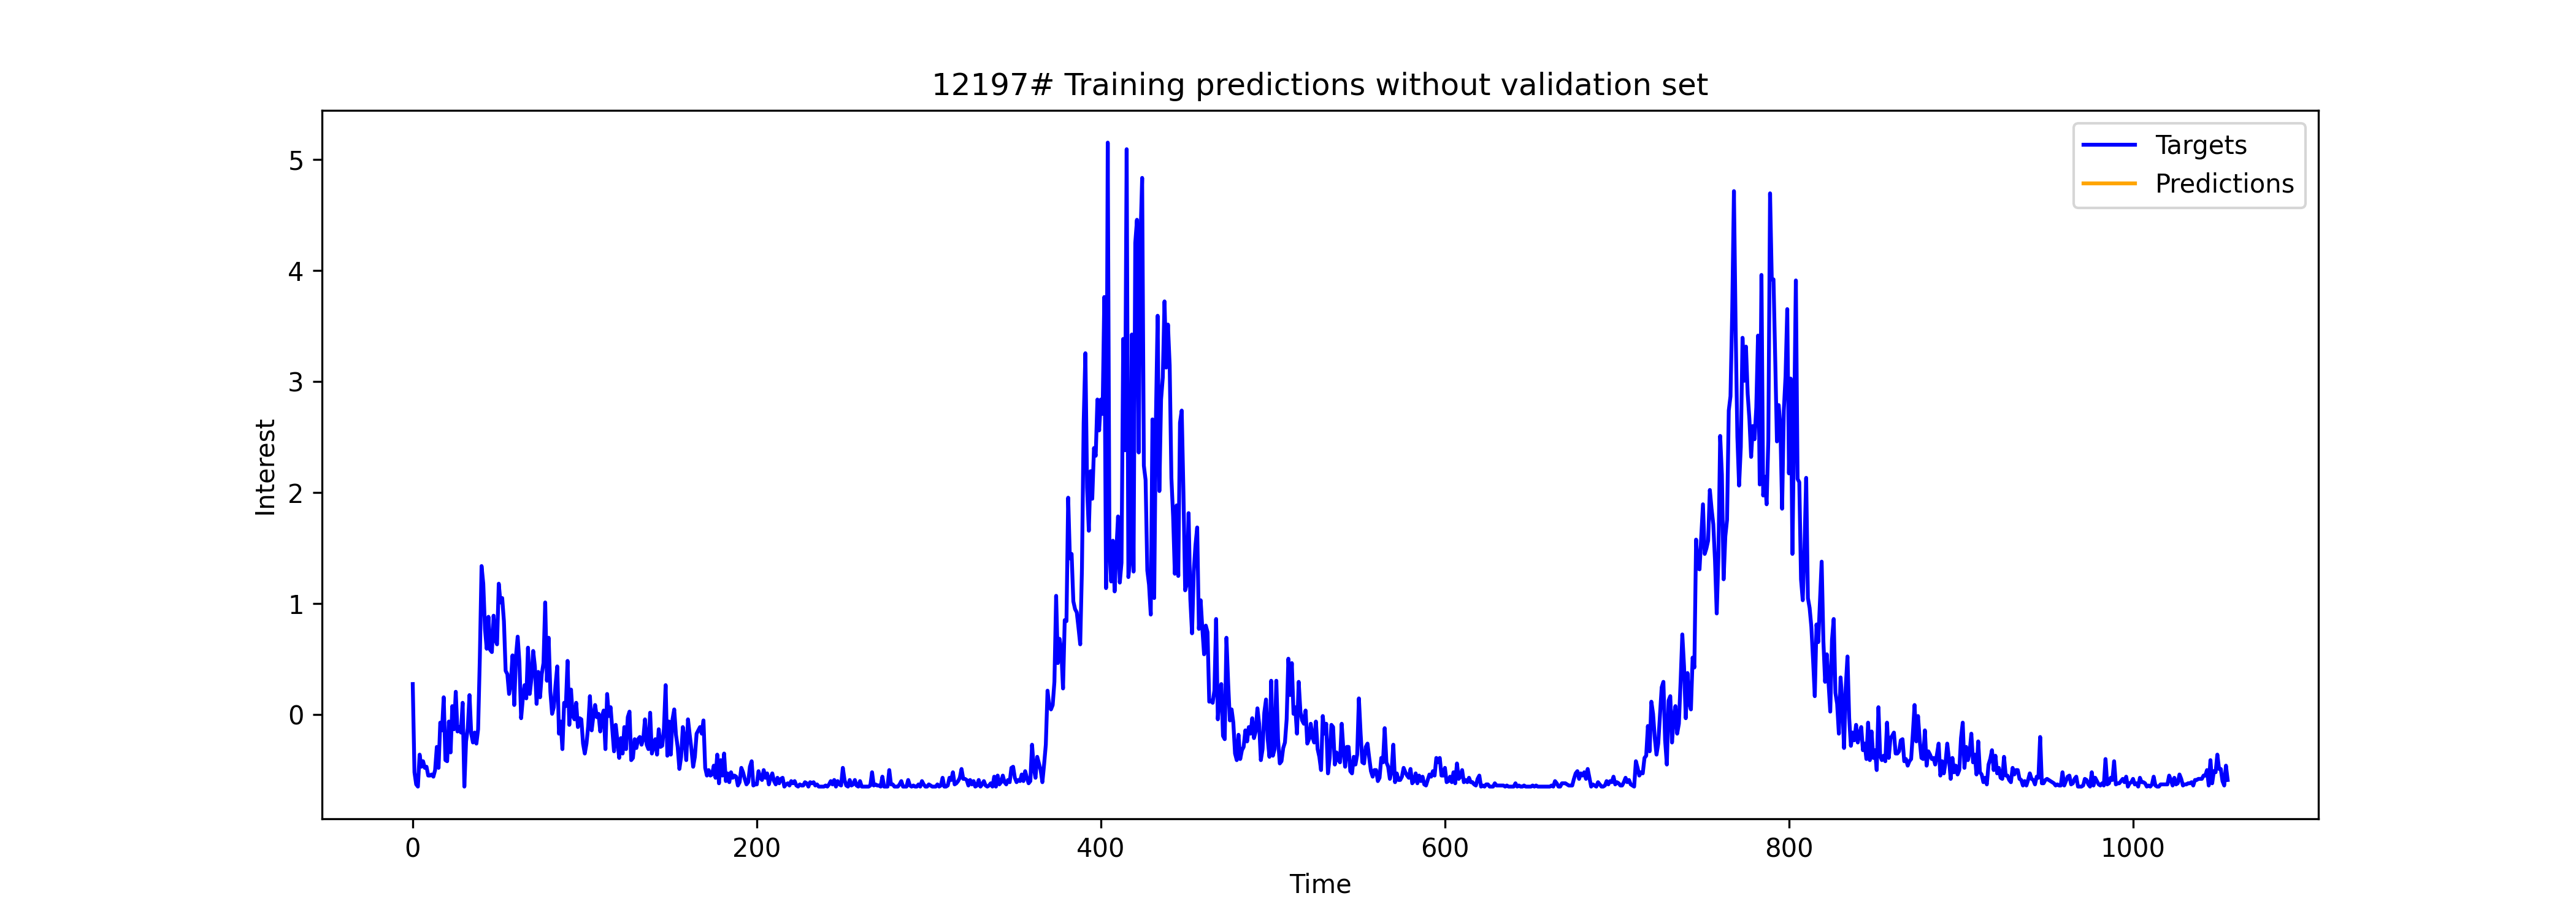 12197# Training predictions without validation set
Targets
Predictions
5
4
3
2
1
0
Interest
0 200 400 600 800 1000
Time